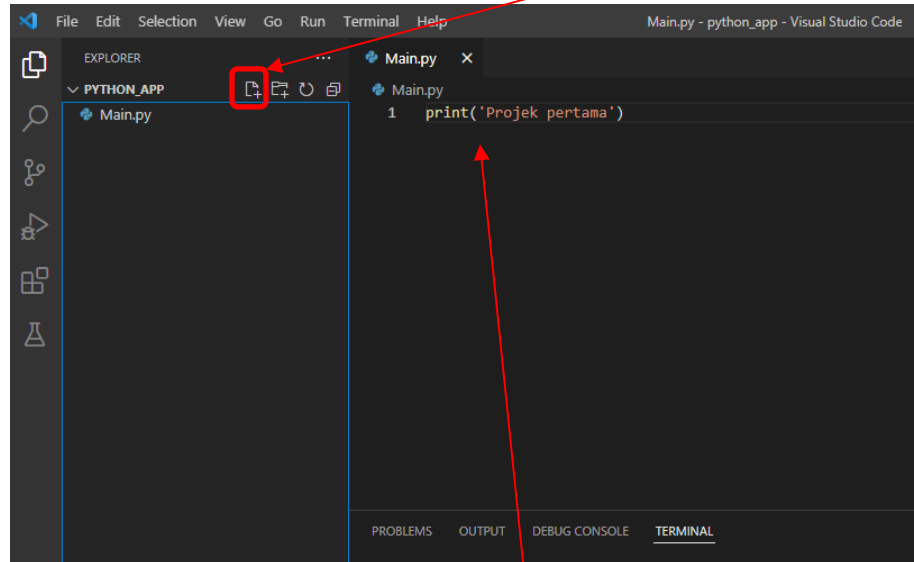 File Edit Selection View Go Run Terminal Help Main.py - python_app - Visual Studio Code
EXPLORER ...
Main.py ×
PYTHON_APP
Main.py
Main.py
1 print('Projek pertama')
PROBLEMS OUTPUT DEBUG CONSOLE TERMINAL